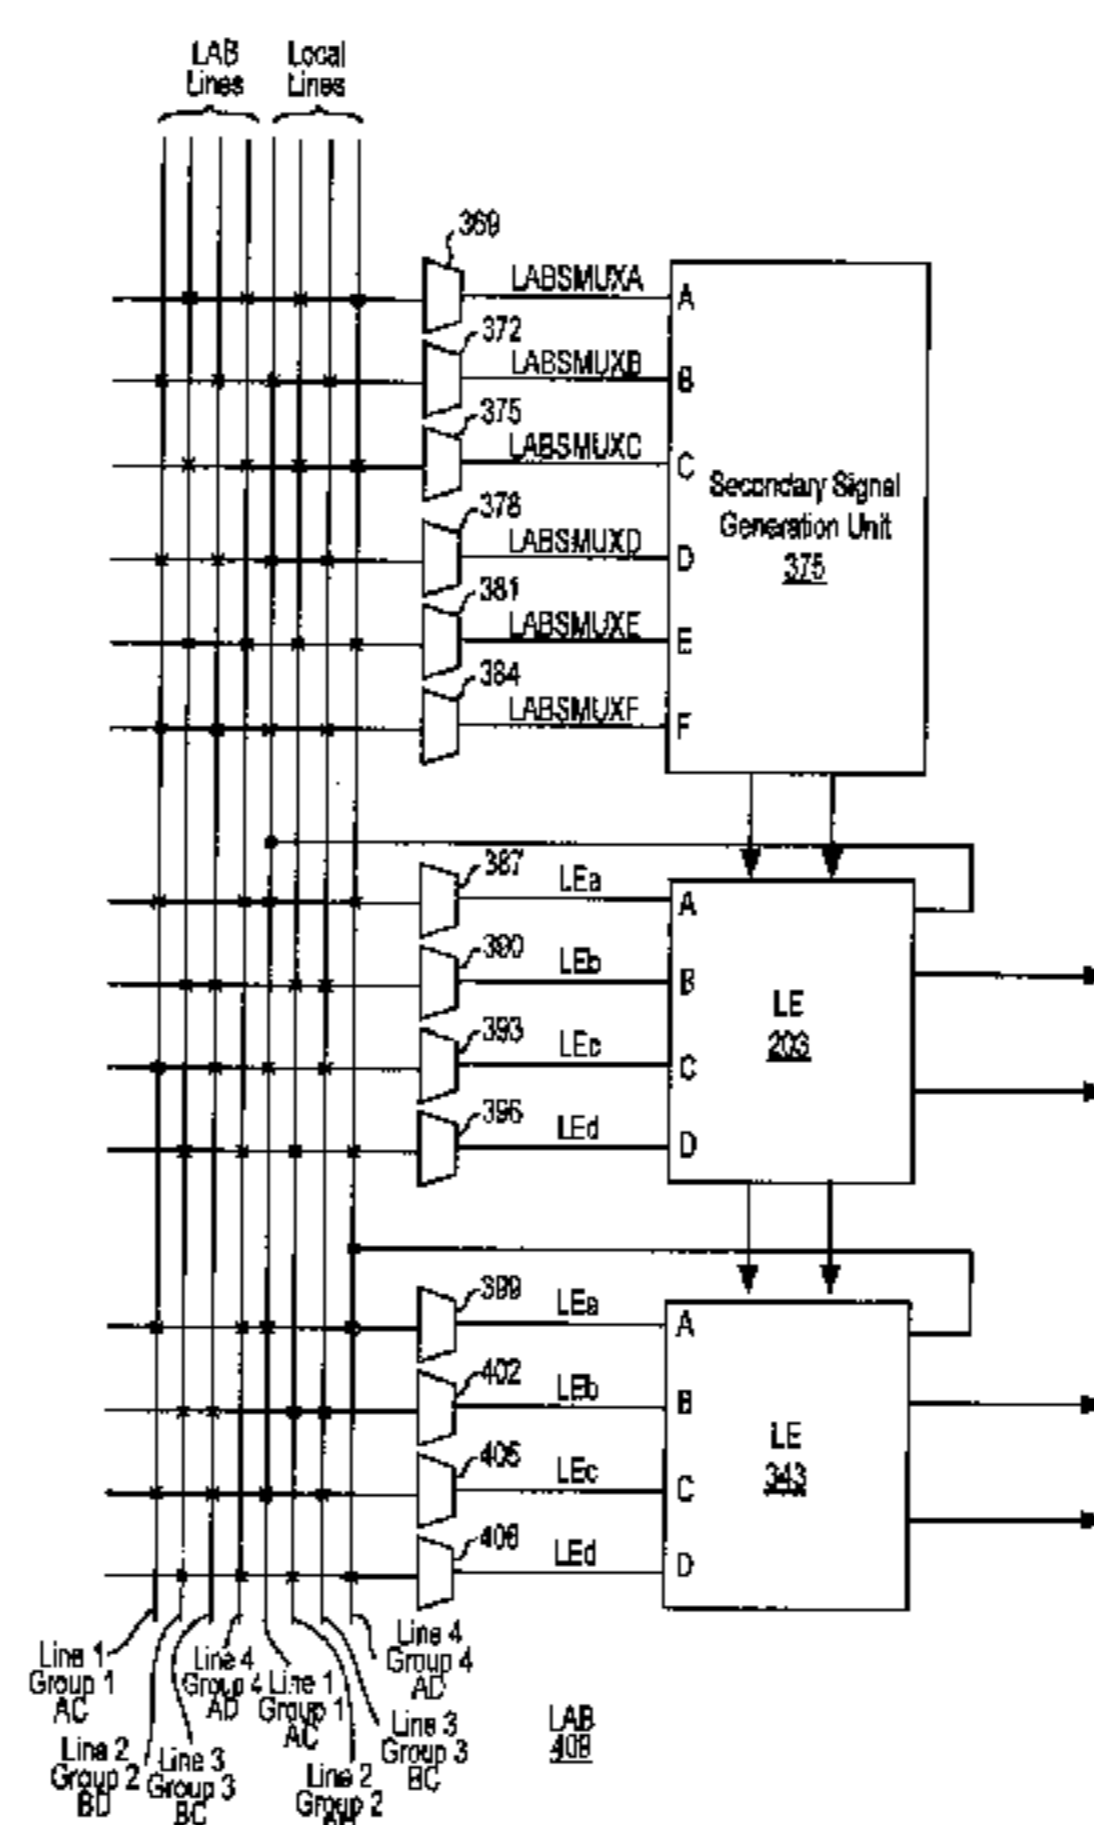 LAB
Lines
Local
Lines
369
LABSMUXA
A
372
LABSMUXB
B
375
LABSMUXC
C
Secondary Signal
Generation Unit
375
378
LABSMUXD
D
381
LABSMUXE
E
384
LABSMUXF
F
387
LEa
A
390
LEb
B
LE
203
393
LEc
C
396
LEd
D
399
LEa
A
402
LEb
B
LE
343
405
LEc
C
LEd
D
Line 1
Group 1
AC
Line 2
Group 2
BD
Line 3
Group 3
BC
Line 4
Group 4
AD
Line 1
Group 1
AC
Line 2
Group 2
Line 3
Group 3
BC
Line 4
Group 4
AD
LAB